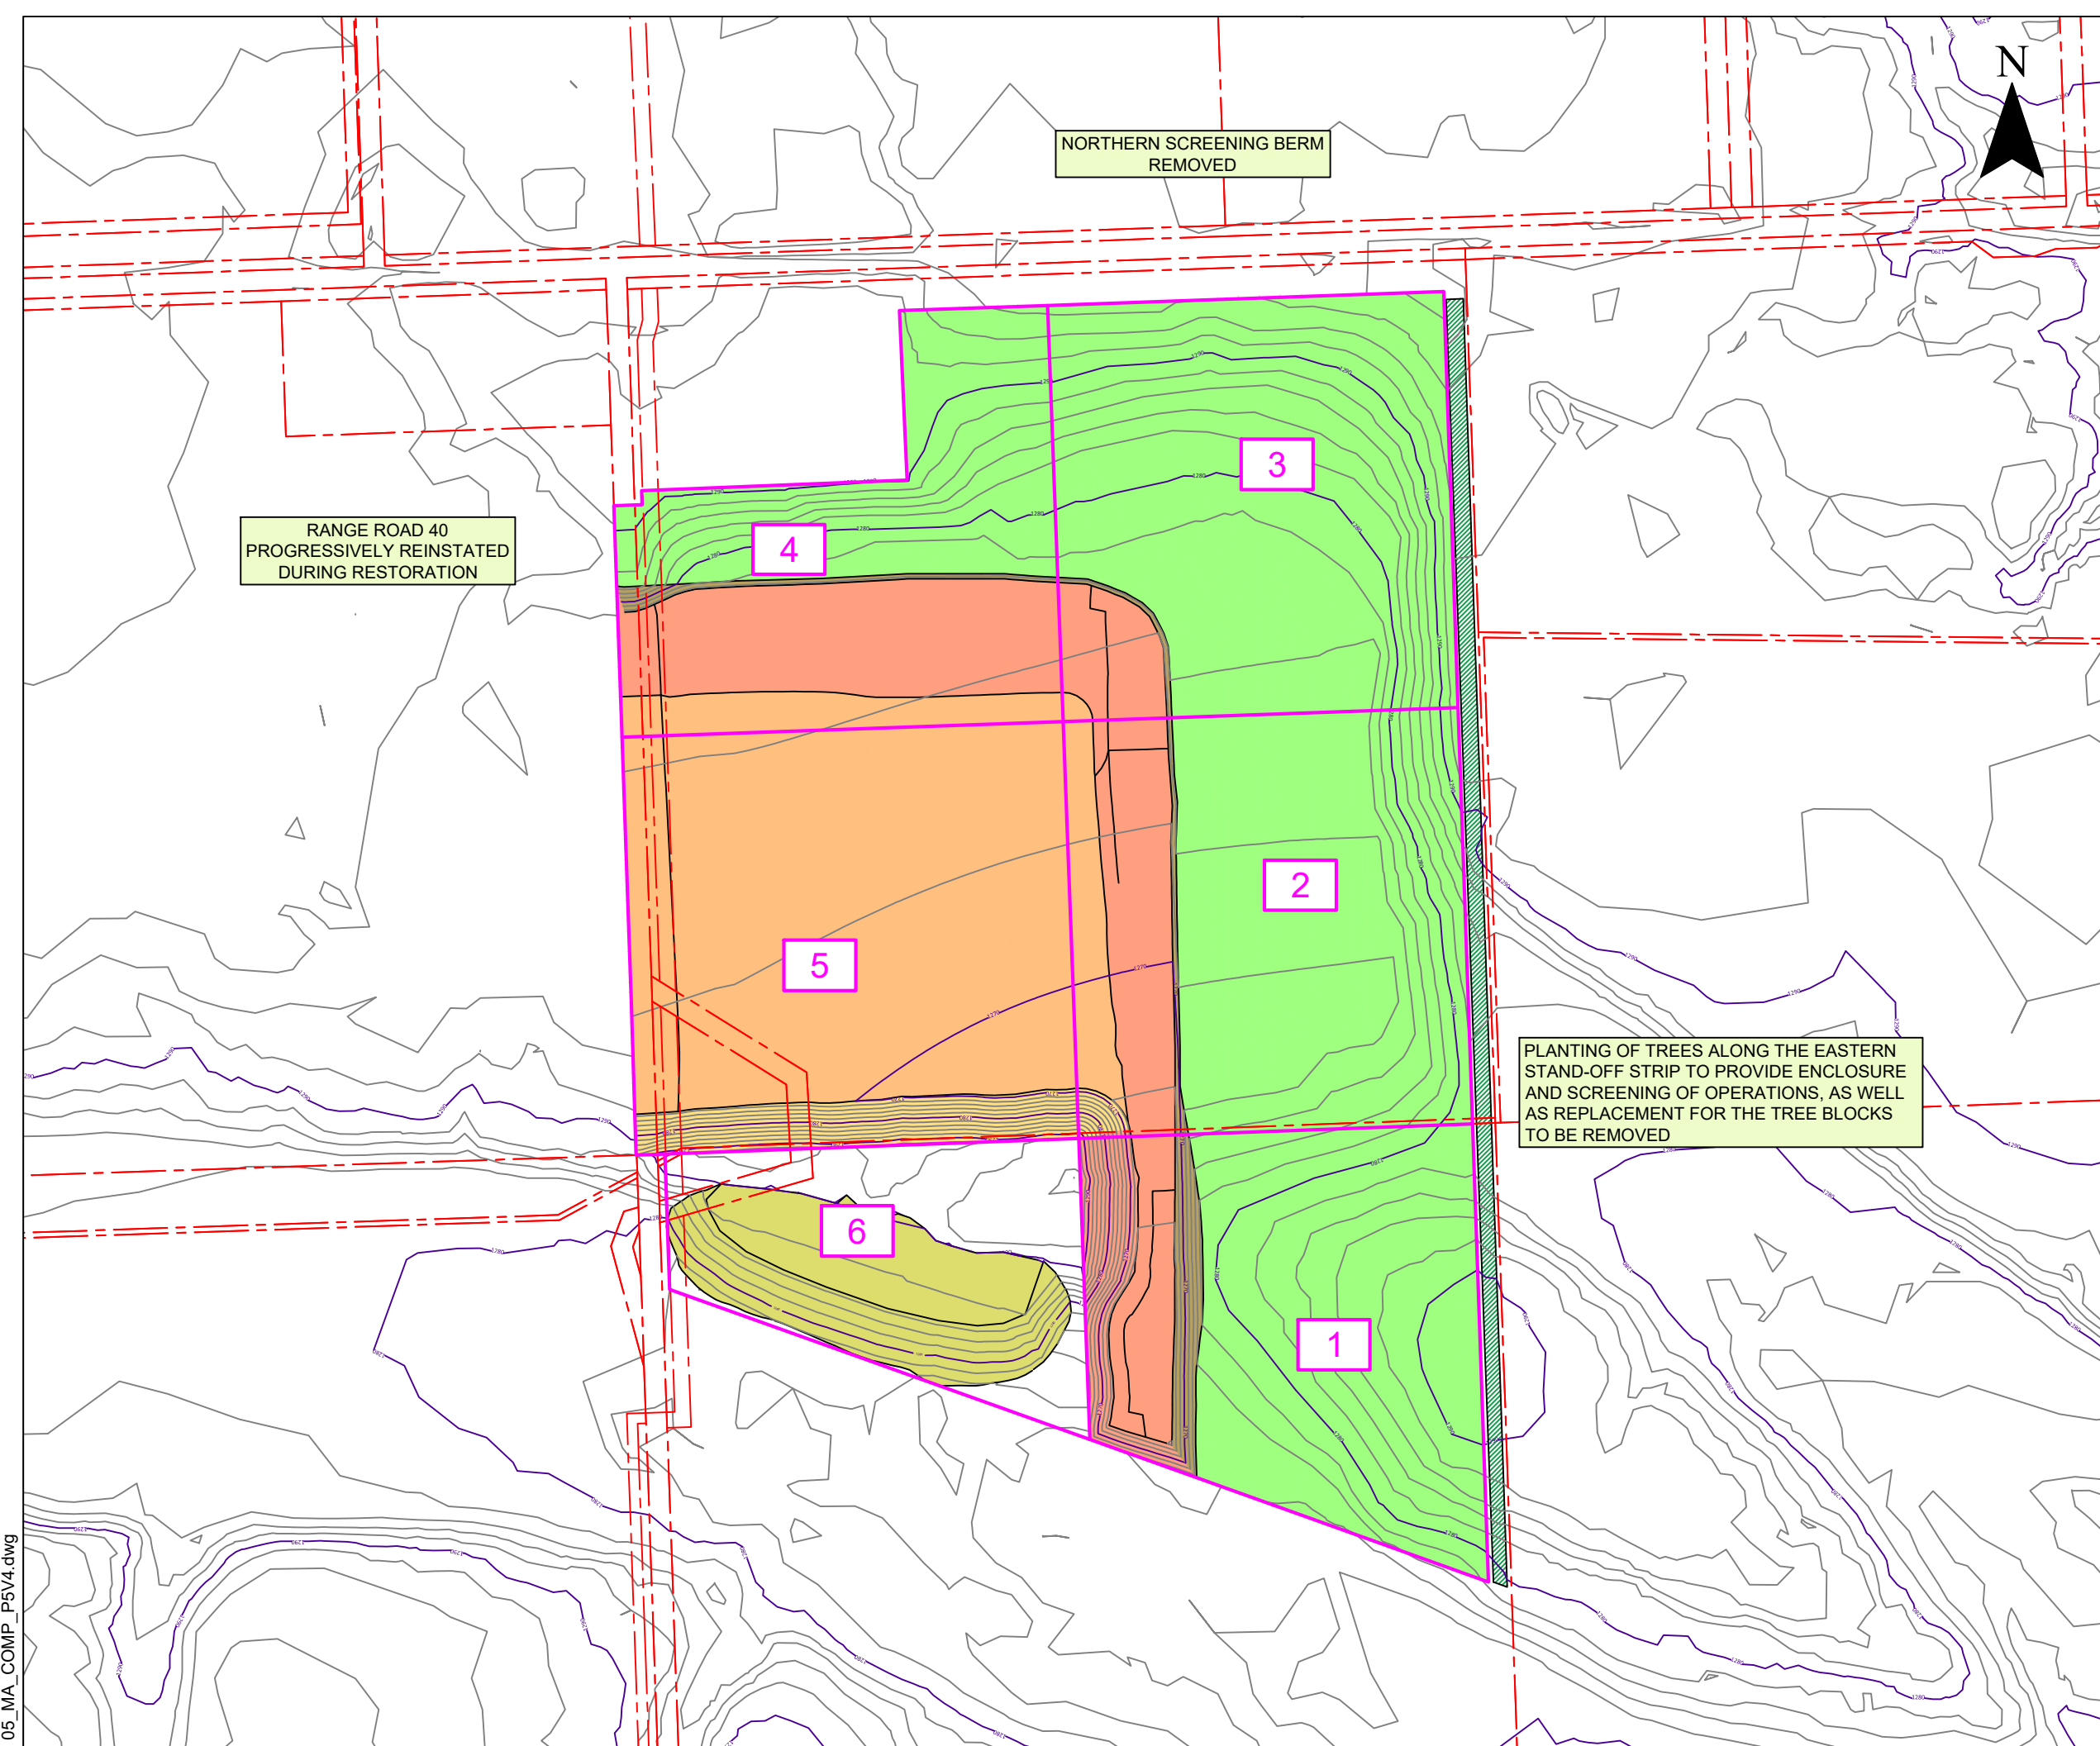 N
NORTHERN SCREENING BERM
REMOVED
3
RANGE ROAD 40
PROGRESSIVELY REINSTATED
DURING RESTORATION
4
2
5
PLANTING OF TREES ALONG THE EASTERN
STAND-OFF STRIP TO PROVIDE ENCLOSURE
AND SCREENING OF OPERATIONS, AS WELL
AS REPLACEMENT FOR THE TREE BLOCKS
TO BE REMOVED
6
1
05_MA_COMP_P5V4.dwg